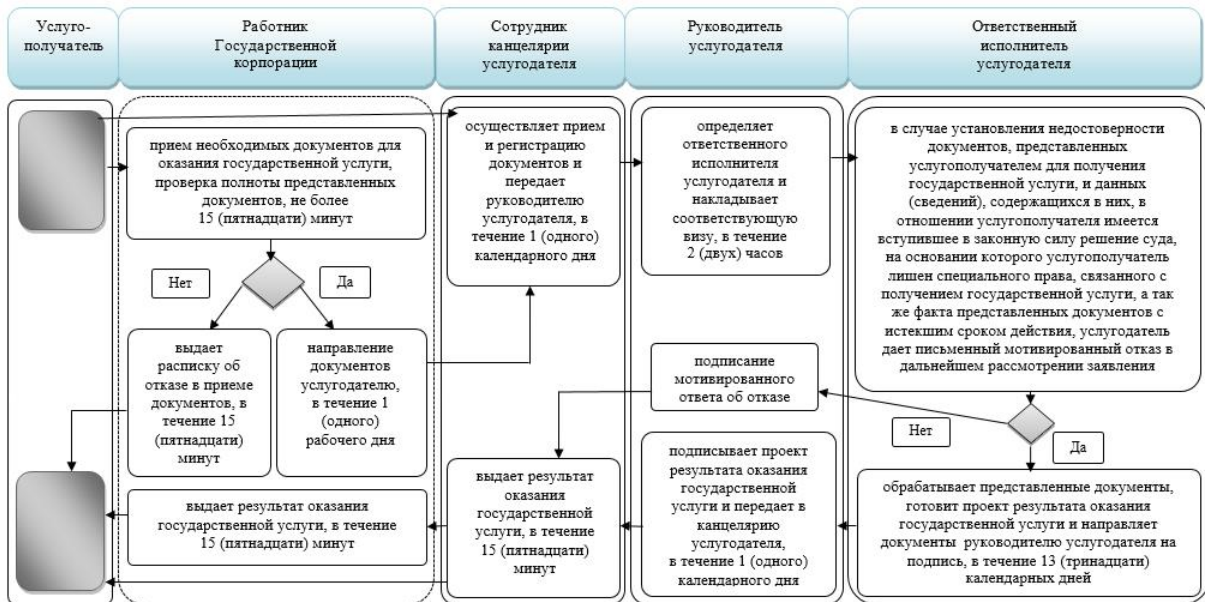 Услуго-
получатель
Работник
Государственной
корпорации
Сотрудник
канцелярии
услугодателя
Руководитель
услугодателя
Ответственный
исполнитель
услугодателя
прием необходимых документов для
оказания государственной услуги,
проверка полноты представленных
документов, не более
15 (пятнадцати) минут
Нет
Да
выдает
расписку об
отказе в приеме
документов, в
течение 15
(пятнадцати)
минут
направление
документов
услугодателю,
в течение 1
(одного)
рабочего дня
выдает результат оказания
государственной услуги, в течение
15 (пятнадцати) минут
осуществляет прием
и регистрацию
документов и
передает
руководителю
услугодателя, в
течение 1 (одного)
календарного дня
выдает результат
оказания
государственной
услуги, в течение
15 (пятнадцати)
минут
определяет
ответственного
исполнителя
услугодателя и
накладывает
соответствующую
визу, в течение
2 (двух) часов
подписание
мотивированного
ответа об отказе
подписывает проект
результата оказания
государственной
услуги и передает в
канцелярию
услугодателя,
в течение 1 (одного)
календарного дня
в случае установления недостоверности
документов, представленных
услугополучателем для получения
государственной услуги, и данных
(сведений), содержащихся в них, в
отношении услугополучателя имеется
вступившее в законную силу решение суда,
на основании которого услугополучатель
лишен специального права, связанного с
получением государственной услуги, а так
же факта представленных документов с
истекшим сроком действия, услугодатель
дает письменный мотивированный отказ в
дальнейшем рассмотрении заявления
Нет
Да
обрабатывает представленные документы,
готовит проект результата оказания
государственной услуги и направляет
документы руководителю услугодателя на
подпись, в течение 13 (тринадцати)
календарных дней